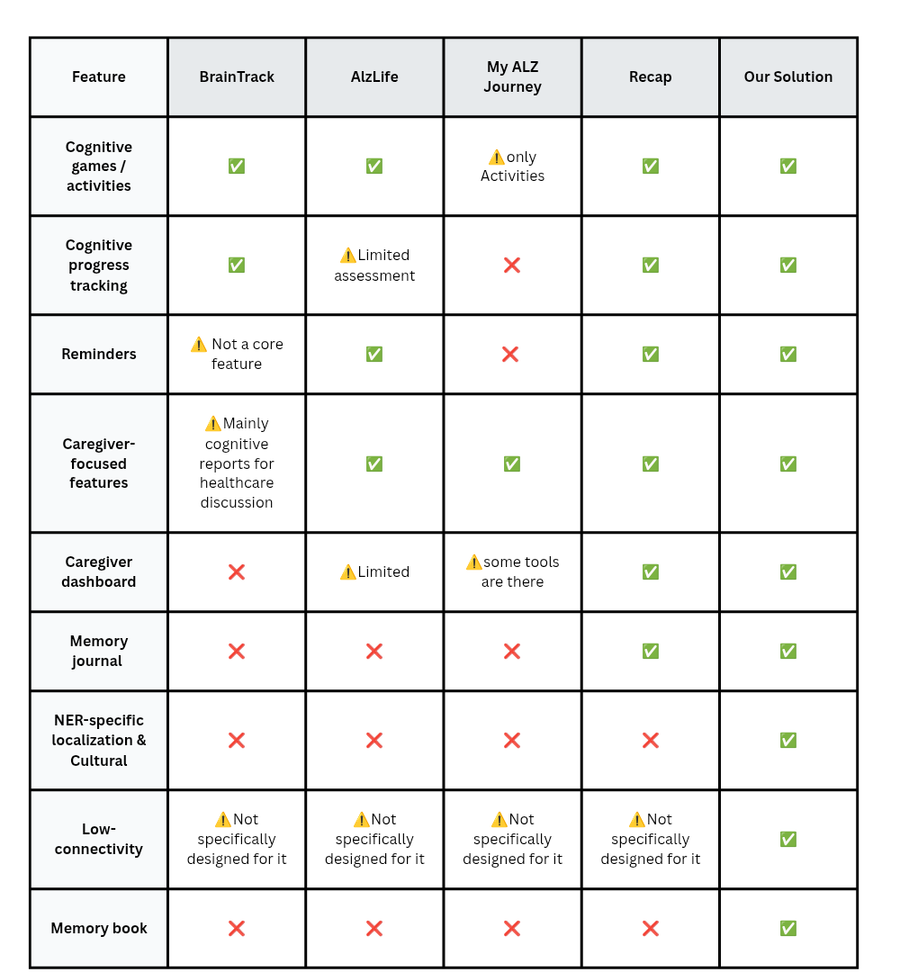 Feature BrainTrack AlzLife My ALZ
Journey Recap Our Solution
Cognitive
games /
activities ✅ ✅ ⚠️only
Activities ✅ ✅
Cognitive
progress
tracking ✅ ⚠️Limited
assessment ❌ ✅ ✅
Reminders ⚠️ Not a core
feature ✅ ❌ ✅ ✅
Caregiver-
focused
features ⚠️Mainly
cognitive
reports for
healthcare
discussion ✅ ✅ ✅ ✅
Caregiver
dashboard ❌ ⚠️Limited ⚠️some tools
are there ✅ ✅
Memory
journal ❌ ❌ ❌ ✅ ✅
NER-specific
localization &
Cultural ❌ ❌ ❌ ❌ ✅
Low-
connectivity ⚠️Not
specifically
designed for it ⚠️Not
specifically
designed for it ⚠️Not
specifically
designed for it ⚠️Not
specifically
designed for it ✅
Memory book ❌ ❌ ❌ ❌ ✅